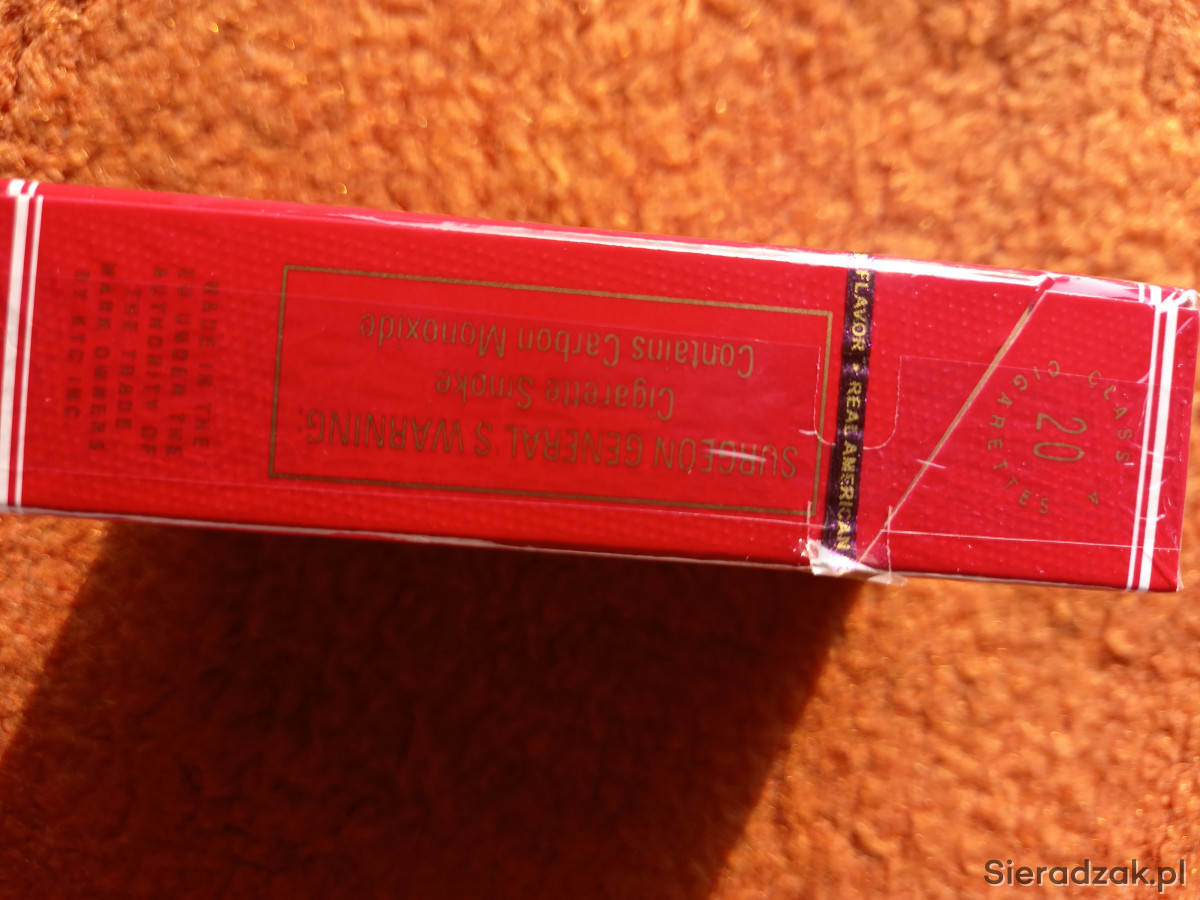 SURGEON GENERAL'S WARNING:
Cigarette Smoke
Contains Carbon Monoxide
MADE IN THE
EU UNDER THE
AUTHORITY OF
THE TRADE
MARK OWNERS
FLAVOR • REAL AMERICAN
CLASS A
20
CIGARETTES
Sieradzak.pl